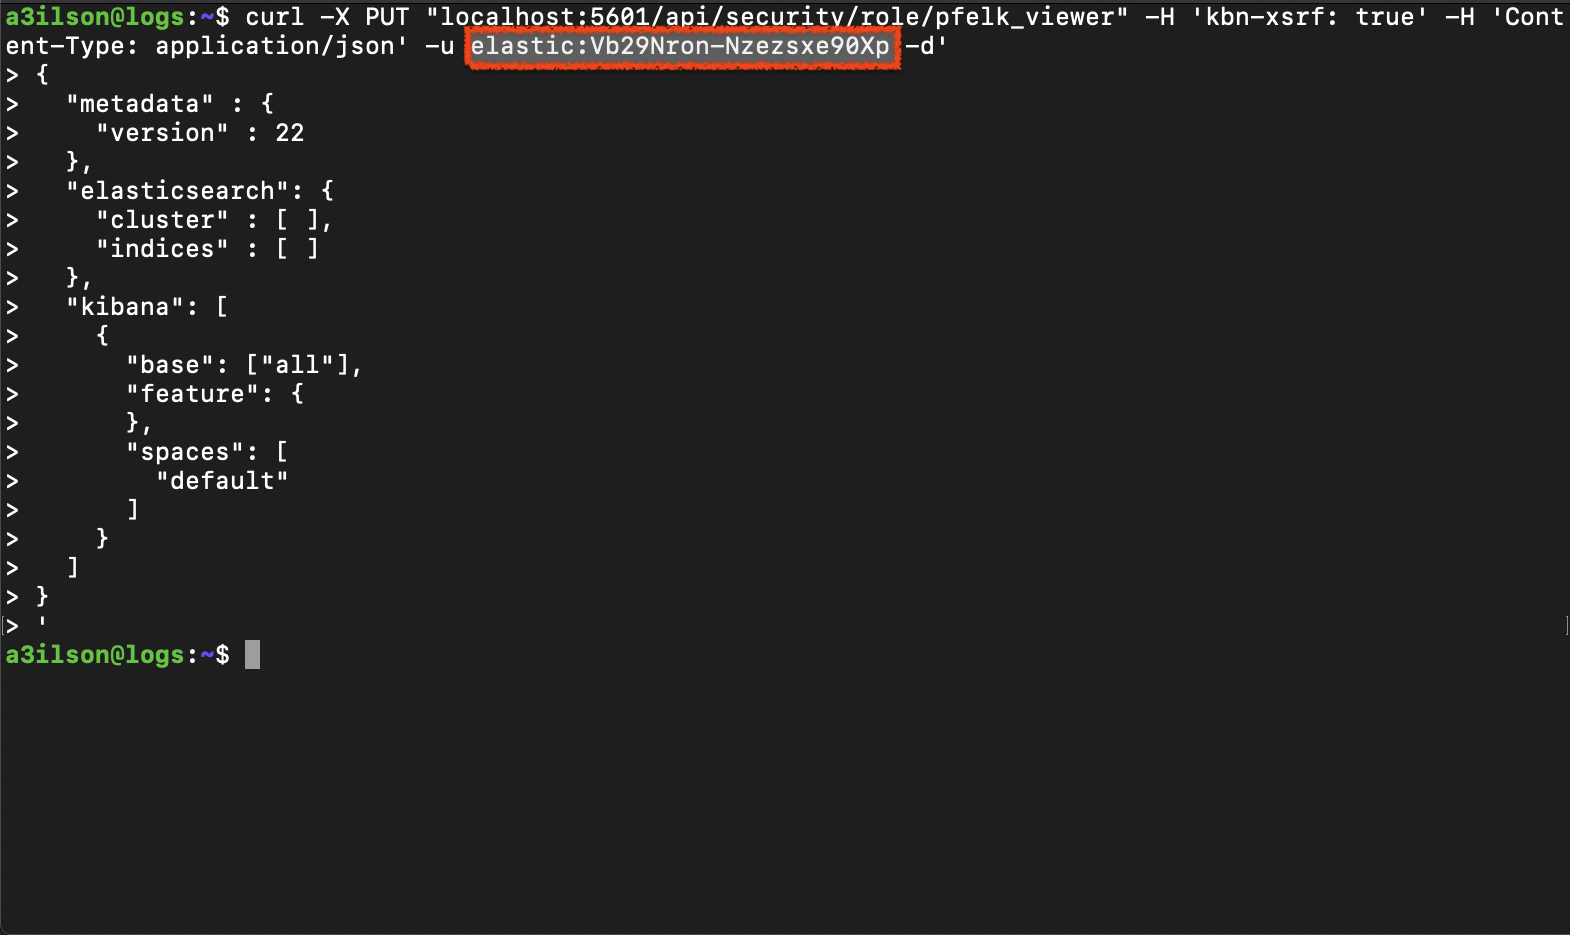 a3ilson@logs:~$ curl -X PUT "localhost:5601/api/security/role/pfelk_viewer" -H 'kbn-xsrf: true' -H 'Cont
ent-Type: application/json' -u elastic:Vb29Nron-Nzezsxe90Xp -d'
> {
>   "metadata" : {
>     "version" : 22
>   },
>   "elasticsearch": {
>     "cluster" : [ ],
>     "indices" : [ ]
>   },
>   "kibana": [
>     {
>       "base": ["all"],
>       "feature": {
>       },
>       "spaces": [
>         "default"
>       ]
>     }
>   ]
> }
> '
a3ilson@logs:~$